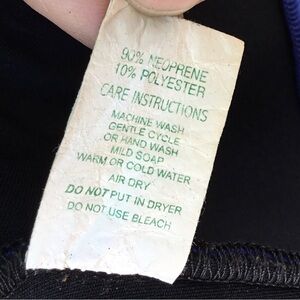 90% NEOPRENE
10% POLYESTER
CARE INSTRUCTIONS
MACHINE WASH
GENTLE CYCLE
OR HAND WASH
MILD SOAP
WARM OR COLD WATER
AIR DRY
DO NOT PUT IN DRYER
DO NOT USE BLEACH